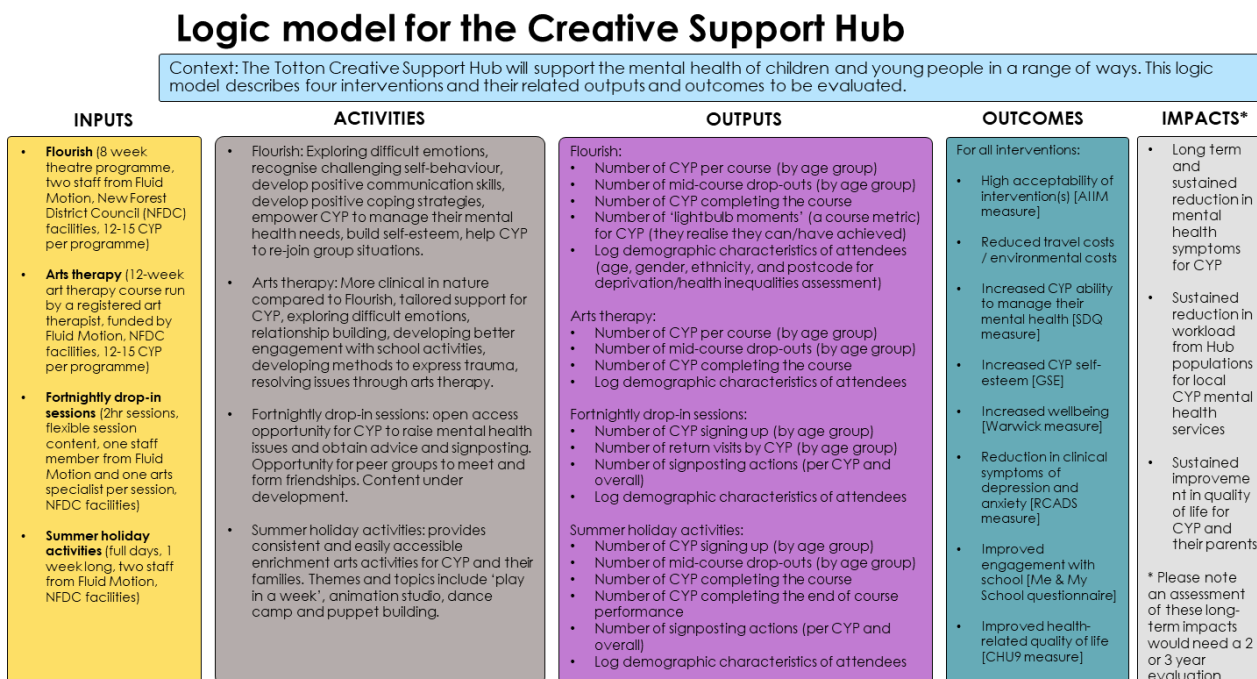 Logic model for the Creative Support Hub
Context: The Totton Creative Support Hub will support the mental health of children and young people in a range of ways. This logic
model describes four interventions and their related outputs and outcomes to be evaluated.
INPUTS
• Flourish (8 week
theatre programme,
two staff from Fluid
Motion, New Forest
District Council (NFDC)
facilities, 12-15 CYP
per programme)
• Arts therapy (12-week
art therapy course run
by a registered art
therapist, funded by
Fluid Motion, NFDC
facilities, 12-15 CYP
per programme)
• Fortnightly drop-in
sessions (2hr sessions,
flexible session
content, one staff
member from Fluid
Motion and one arts
specialist per session,
NFDC facilities)
• Summer holiday
activities (full days, 1
week long, two staff
from Fluid Motion,
NFDC facilities)
ACTIVITIES
• Flourish: Exploring difficult emotions,
recognise challenging self-behaviour,
develop positive communication skills,
develop positive coping strategies,
empower CYP to manage their mental
health needs, build self-esteem, help CYP
to re-join group situations.
• Arts therapy: More clinical in nature
compared to Flourish, tailored support for
CYP, exploring difficult emotions,
relationship building, developing better
engagement with school activities,
developing methods to express trauma,
resolving issues through arts therapy.
• Fortnightly drop-in sessions: open access
opportunity for CYP to raise mental health
issues and obtain advice and signposting.
Opportunity for peer groups to meet and
form friendships. Content under
development.
• Summer holiday activities: provides
consistent and easily accessible
enrichment arts activities for CYP and their
families. Themes and topics include 'play
in a week', animation studio, dance
camp and puppet building.
OUTPUTS
Flourish:
• Number of CYP per course (by age group)
• Number of mid-course drop-outs (by age group)
• Number of CYP completing the course
• Number of 'lightbulb moments' (a course metric)
for CYP (they realise they can/have achieved)
• Log demographic characteristics of attendees
(age, gender, ethnicity, and postcode for
deprivation/health inequalities assessment)
Arts therapy:
• Number of CYP per course (by age group)
• Number of mid-course drop-outs (by age group)
• Number of CYP completing the course
• Log demographic characteristics of attendees
Fortnightly drop-in sessions:
• Number of CYP signing up (by age group)
• Number of return visits by CYP (by age group)
• Number of signposting actions (per CYP and
overall)
• Log demographic characteristics of attendees
Summer holiday activities:
• Number of CYP signing up (by age group)
• Number of mid-course drop-outs (by age group)
• Number of CYP completing the course
• Number of CYP completing the end of course
performance
• Number of signposting actions (per CYP and
overall)
• Log demographic characteristics of attendees
OUTCOMES
For all interventions:
• High acceptability of
intervention(s) [AIIM
measure]
• Reduced travel costs
/ environmental costs
• Increased CYP ability
to manage their
mental health [SDQ
measure]
• Increased CYP self-
esteem [GSE]
• Increased wellbeing
[Warwick measure]
• Reduction in clinical
symptoms of
depression and
anxiety [RCADS
measure]
• Improved
engagement with
school [Me & My
School questionnaire]
• Improved health-
related quality of life
[CHU9 measure]
IMPACTS*
• Long term
and
sustained
reduction in
mental
health
symptoms
for CYP
• Sustained
reduction in
workload
from Hub
populations
for local
CYP mental
health
services
• Sustained
improveme
nt in quality
of life for
CYP and
their parents
* Please note
an assessment
of these long-
term impacts
would need a 2
or 3 year
evaluation